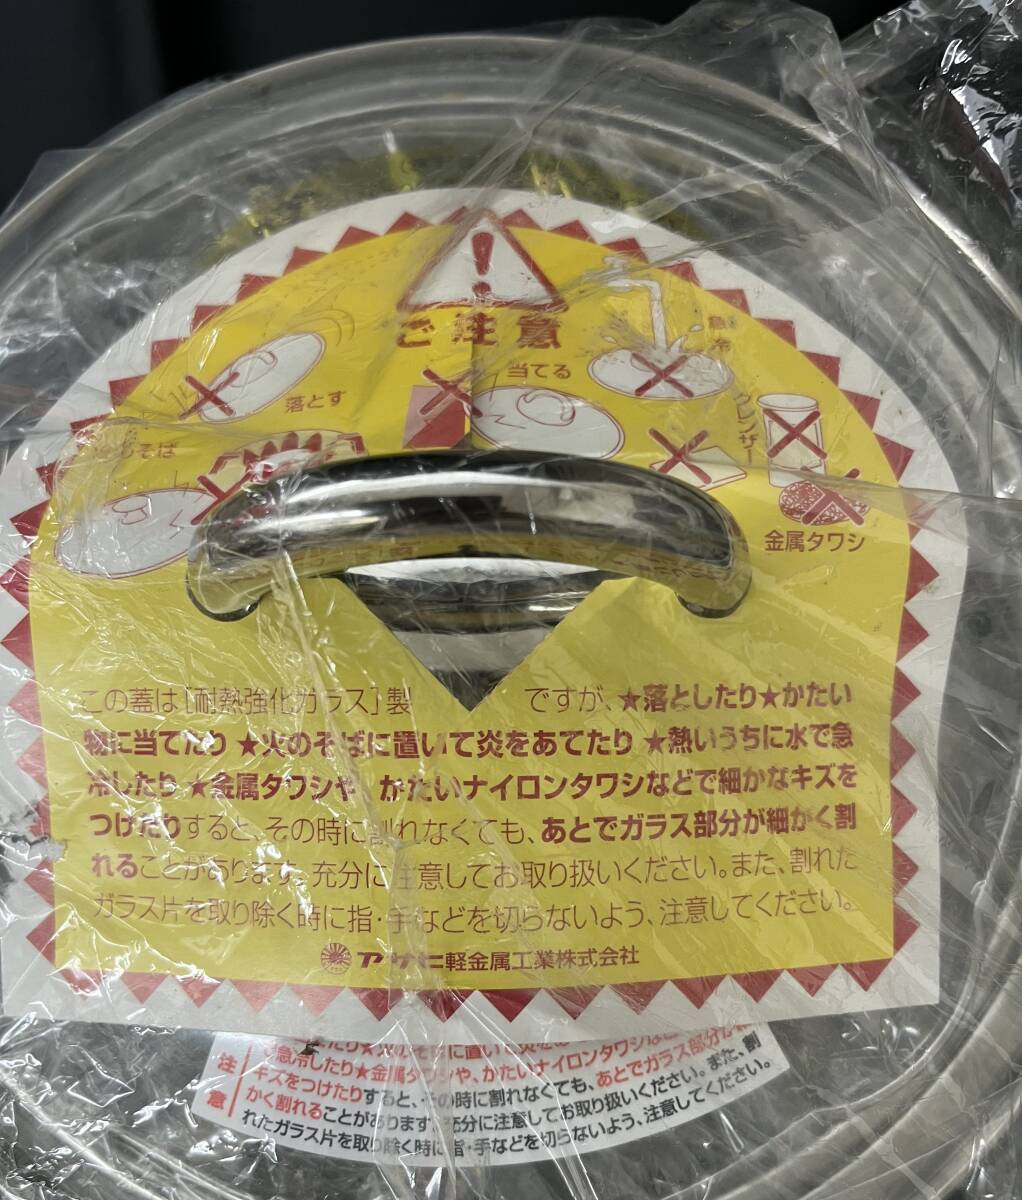 !
ご注意
急冷
当てる
落とす
クレンザー
そば
金属タワシ
この蓋は[耐熱強化ガラス]製 ですが、★落としたり★かたい
物に当てたり ★火のそばに置いて炎をあてたり ★熱いうちに水で急
冷したり ★金属タワシや、かたいナイロンタワシなどで細かなキズを
つけたりすると、その時に割れなくても、あとでガラス部分が細かく割
れることがあります。充分に注意してお取り扱いください。また、割れた
ガラス片を取り除く時に指・手などを切らないよう、注意してください。
アサヒ軽金属工業株式会社
注意
たり★火のそばに置いて炎を
で急冷したり★金属タワシや、かたいナイロンタワシなど
キズをつけたりすると、その時に割れなくても、あとでガラス部分が細
かく割れることがあります。充分に注意してお取り扱いください。また、割
れたガラス片を取り除く時に指・手などを切らないよう、注意してください。